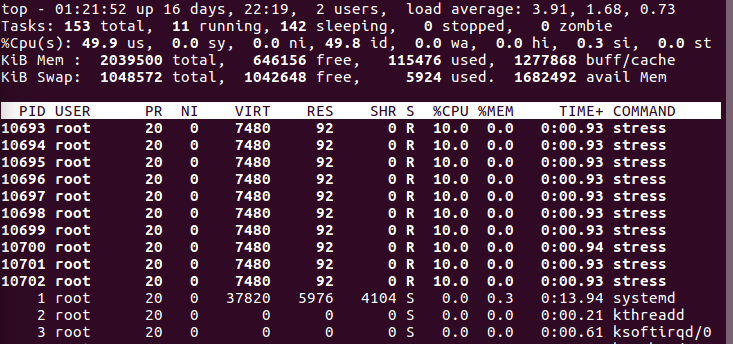 top - 01:21:52 up 16 days, 22:19,  2 users,  load average: 3.91, 1.68, 0.73
Tasks: 153 total,  11 running, 142 sleeping,   0 stopped,   0 zombie
%Cpu(s): 49.9 us,  0.0 sy,  0.0 ni, 49.8 id,  0.0 wa,  0.0 hi,  0.3 si,  0.0 st
KiB Mem :  2039500 total,   646156 free,   115476 used,  1277868 buff/cache
KiB Swap:  1048572 total,  1042648 free,     5924 used.  1682492 avail Mem
PID USER      PR  NI    VIRT    RES    SHR S  %CPU %MEM     TIME+ COMMAND
10693 root      20   0    7480     92      0 R  10.0  0.0   0:00.93 stress
10694 root      20   0    7480     92      0 R  10.0  0.0   0:00.93 stress
10695 root      20   0    7480     92      0 R  10.0  0.0   0:00.93 stress
10696 root      20   0    7480     92      0 R  10.0  0.0   0:00.93 stress
10697 root      20   0    7480     92      0 R  10.0  0.0   0:00.93 stress
10698 root      20   0    7480     92      0 R  10.0  0.0   0:00.93 stress
10699 root      20   0    7480     92      0 R  10.0  0.0   0:00.93 stress
10700 root      20   0    7480     92      0 R  10.0  0.0   0:00.94 stress
10701 root      20   0    7480     92      0 R  10.0  0.0   0:00.93 stress
10702 root      20   0    7480     92      0 R  10.0  0.0   0:00.93 stress
1 root      20   0   37820   5976   4104 S   0.0  0.3   0:13.94 systemd
2 root      20   0       0      0      0 S   0.0  0.0   0:00.21 kthreadd
3 root      20   0       0      0      0 S   0.0  0.0   0:00.61 ksoftirqd/0